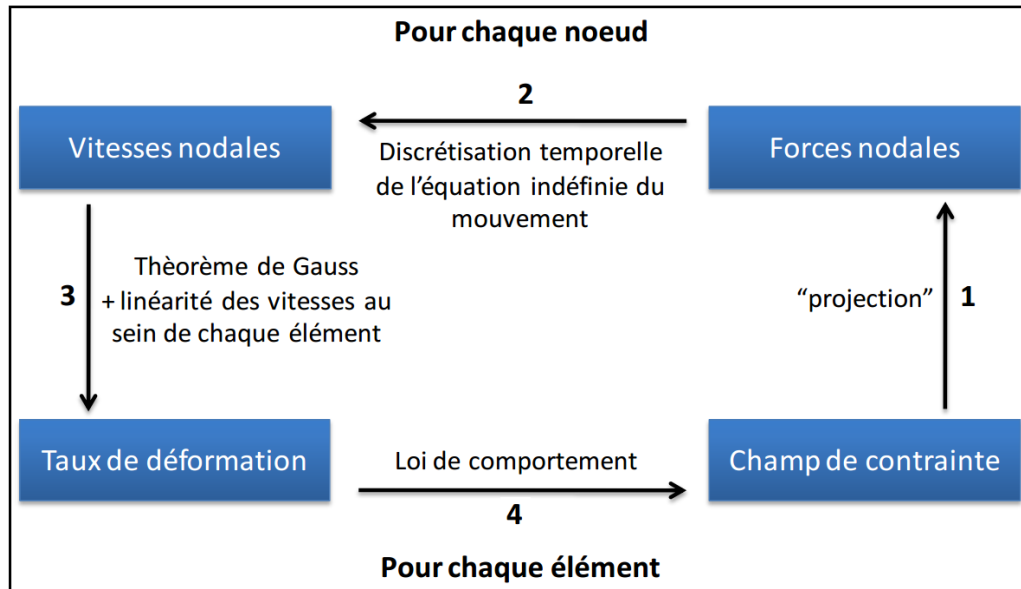 Pour chaque noeud
2
Vitesses nodales
Forces nodales
Discrétisation temporelle
de l’équation indéfinie du
mouvement
3
Thèorème de Gauss
+ linéarité des vitesses au
sein de chaque élément
“projection”
1
Taux de déformation
Loi de comportement
4
Champ de contrainte
Pour chaque élément